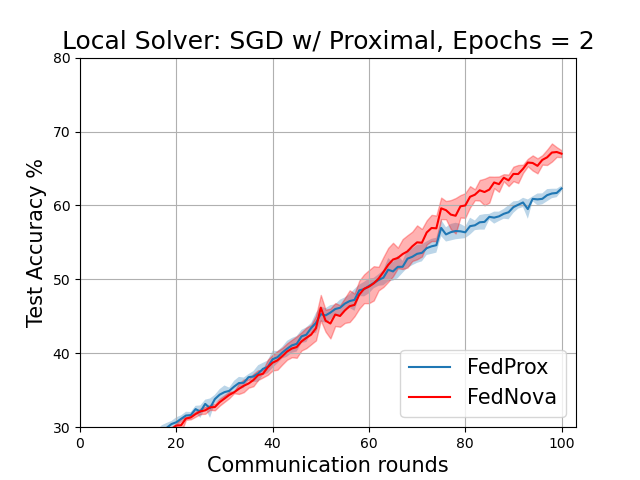 Local Solver: SGD w/ Proximal, Epochs = 2
80
70
60
50
40
30
Test Accuracy %
0 20 40 60 80 100
Communication rounds
FedProx
FedNova